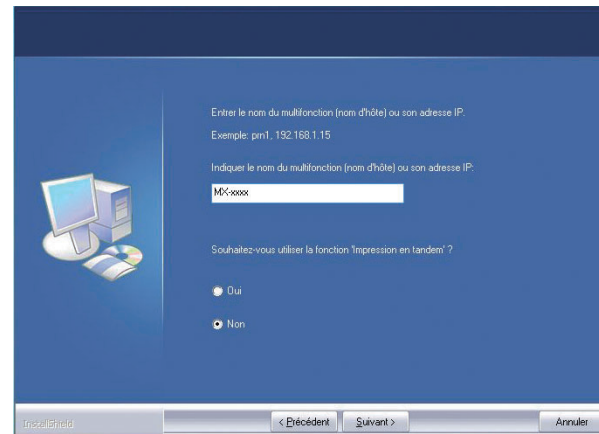 Entrer le nom du multifonction (nom d'hôte) ou son adresse IP.
Exemple: prn1, 192.168.1.15
Indiquer le nom du multifonction (nom d'hôte) ou son adresse IP:
MX-xxxx
Souhaitez-vous utiliser la fonction 'Impression en tandem' ?
Oui
Non
InstallShield
< Précédent
Suivant >
Annuler